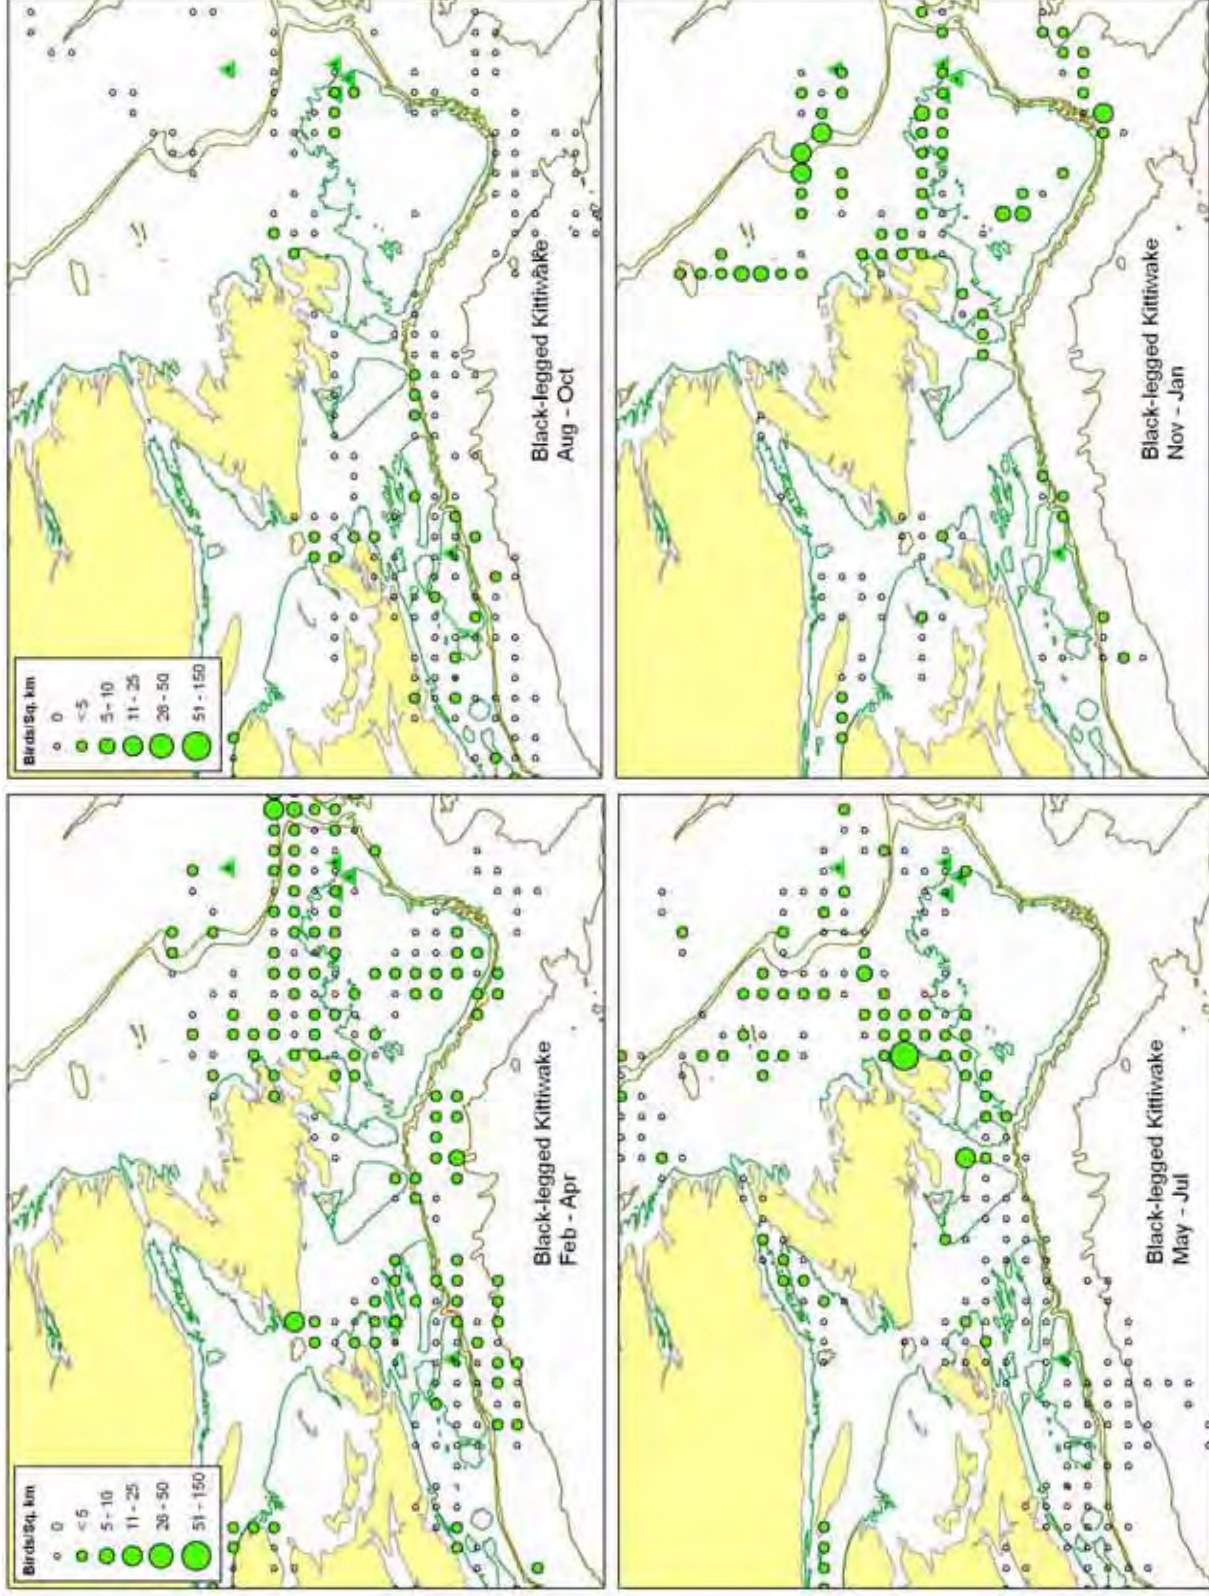 Birds/Sq. km
0
< 5
5 - 10
11 - 25
26 - 50
51 - 150
Black-legged Kittiwake
Feb - Apr
Birds/Sq. km
0
< 5
5 - 10
11 - 25
26 - 50
51 - 150
Black-legged Kittiwake
Aug - Oct
Black-legged Kittiwake
May - Jul
Black-legged Kittiwake
Nov - Jan